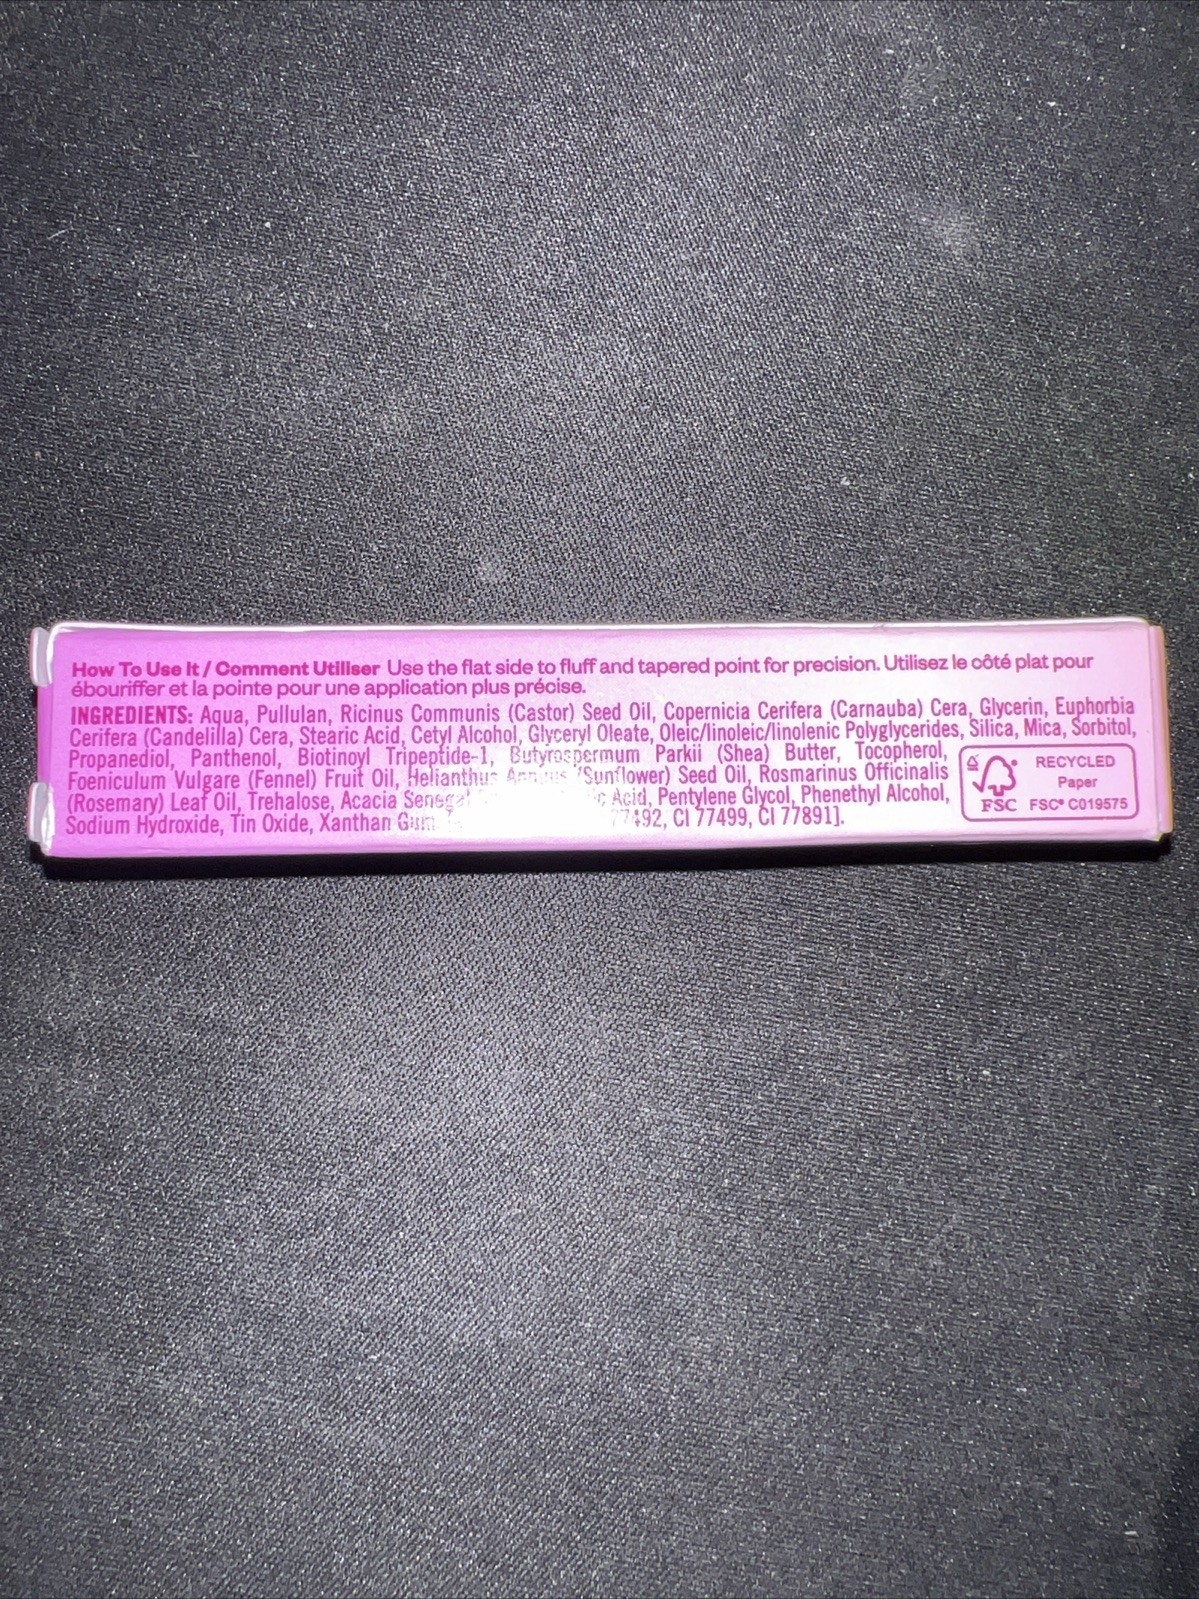 How To Use It / Comment Utiliser Use the flat side to fluff and tapered point for precision. Utilisez le côté plat pour
ébouriffer et la pointe pour une application plus précise.
INGREDIENTS: Aqua, Pullulan, Ricinus Communis (Castor) Seed Oil, Copernicia Cerifera (Carnauba) Cera, Glycerin, Euphorbia
Cerifera (Candelilla) Cera, Stearic Acid, Cetyl Alcohol, Glyceryl Oleate, Oleic/linoleic/linolenic Polyglycerides, Silica, Mica, Sorbitol,
Propanediol, Panthenol, Biotinoyl Tripeptide-1, Butyrospermum Parkii (Shea) Butter, Tocopherol,
Foeniculum Vulgare (Fennel) Fruit Oil, Helianthus Annuus (Sunflower) Seed Oil, Rosmarinus Officinalis
(Rosemary) Leaf Oil, Trehalose, Acacia Senegal Acid, Pentylene Glycol, Phenethyl Alcohol,
Sodium Hydroxide, Tin Oxide, Xanthan Gum 77492, CI 77499, CI 77891].
RECYCLED
Paper
FSC FSC® C019575